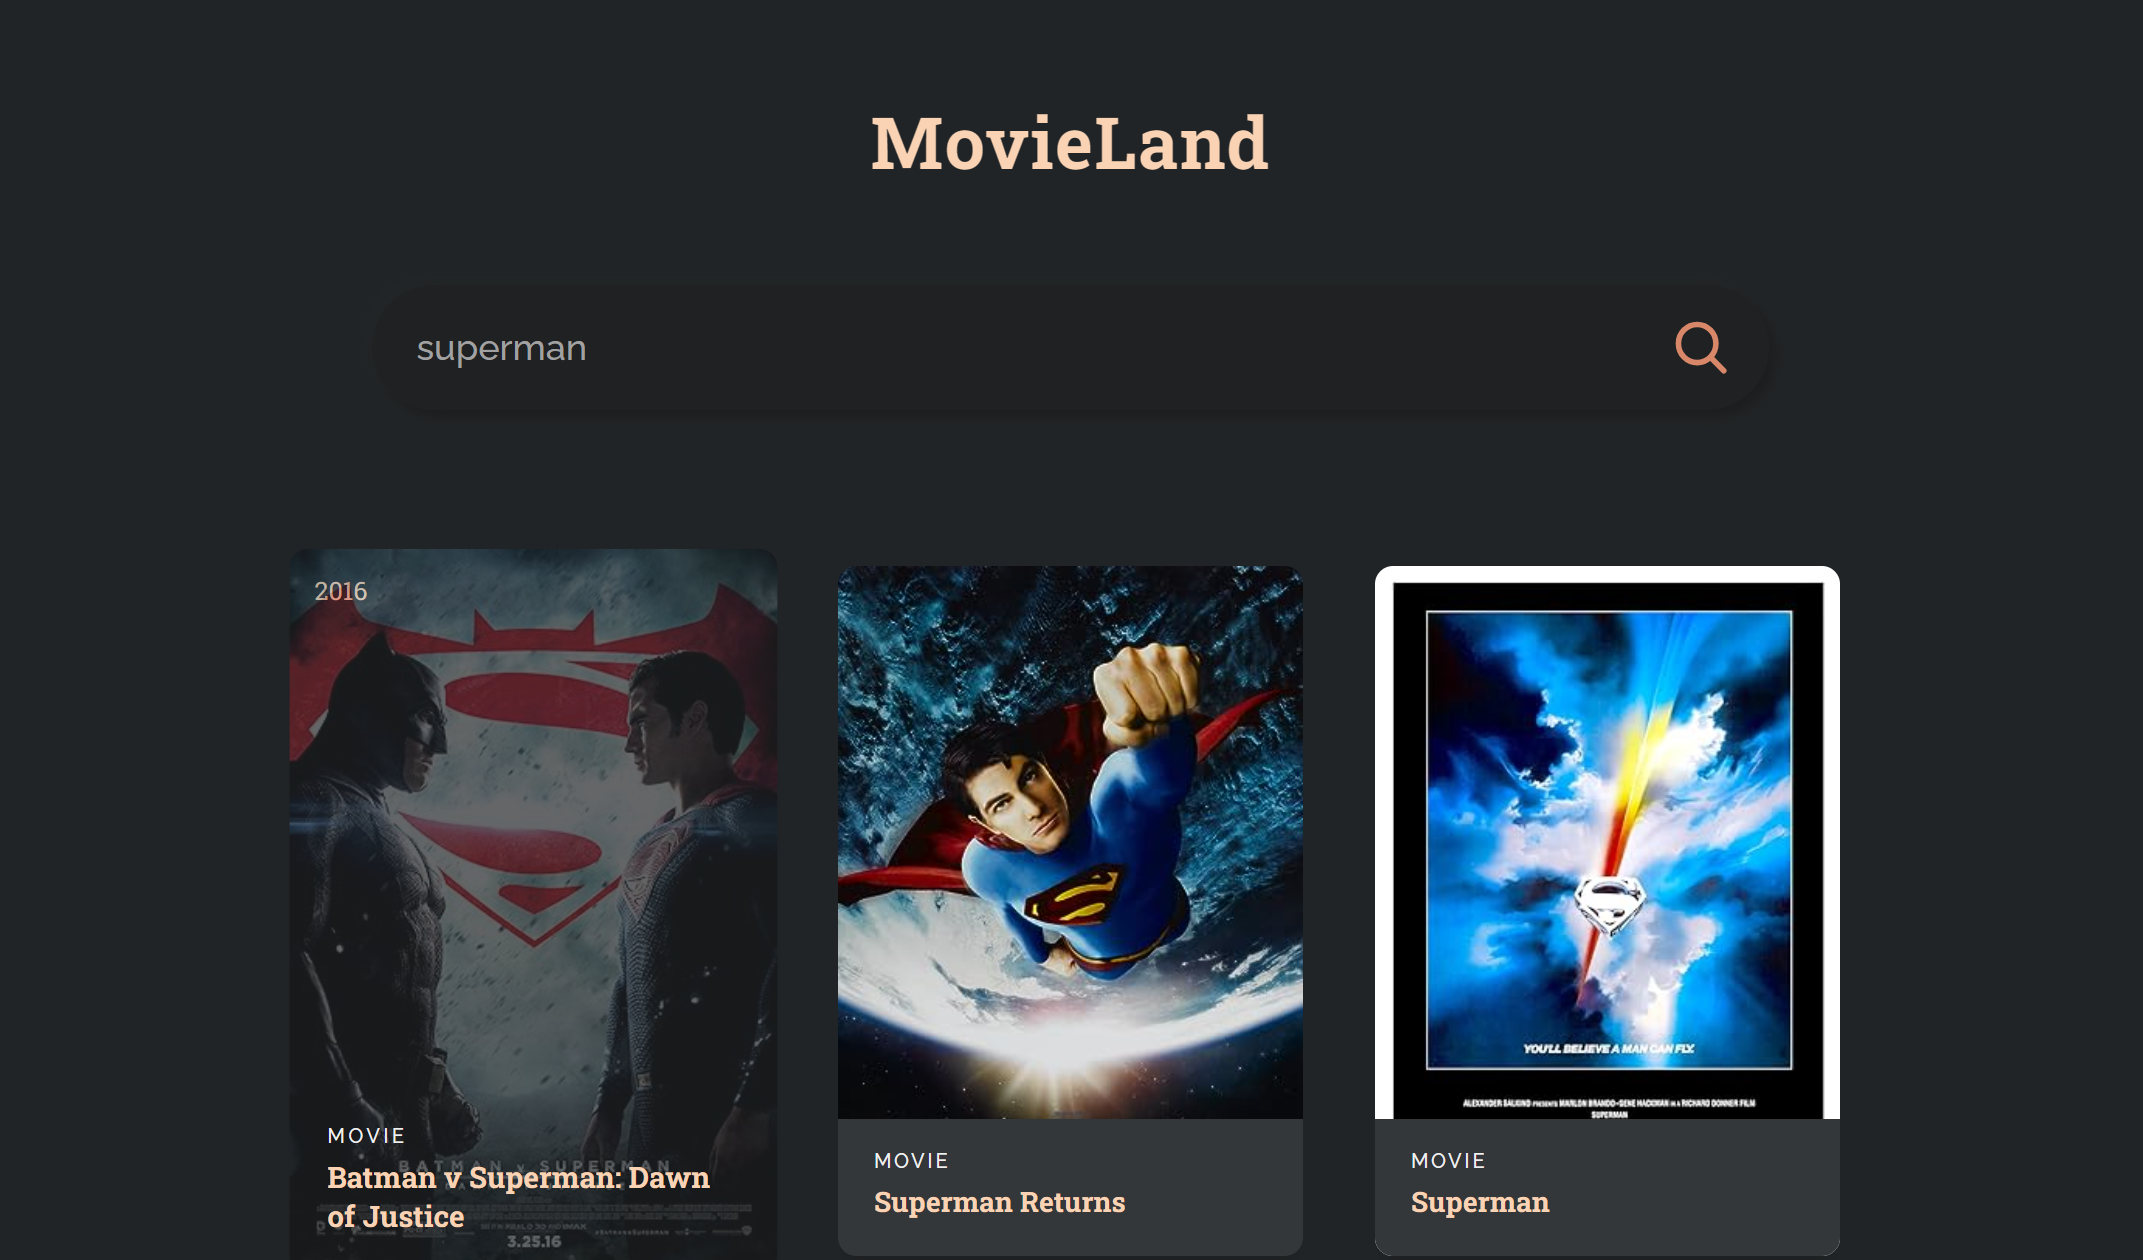 MovieLand
superman
2016
YOU'LL BELIEVE A MAN CAN FLY.
ALEXANDER SALKIND PRESENTS MARLON BRANDO • GENE HACKMAN IN A RICHARD DONNER FILM
SUPERMAN
MOVIE
BATMAN v SUPERMAN
Batman v Superman: Dawn
of Justice
3.25.16
MOVIE
Superman Returns
MOVIE
Superman